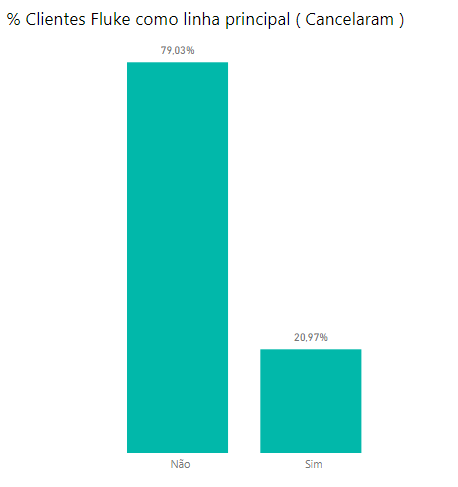 % Clientes Fluke como linha principal ( Cancelaram )
79,03%
20,97%
Não
Sim